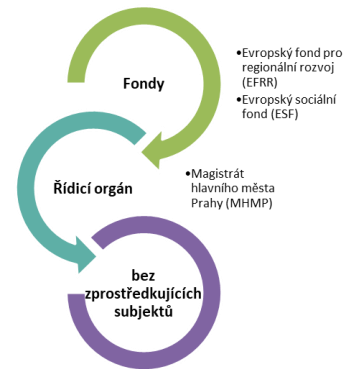 Fondy
•Evropský fond pro
regionální rozvoj
(EFRR)
•Evropský sociální
fond (ESF)
Řídicí orgán
•Magistrát
hlavního města
Prahy (MHMP)
bez
zprostředkujících
subjektů